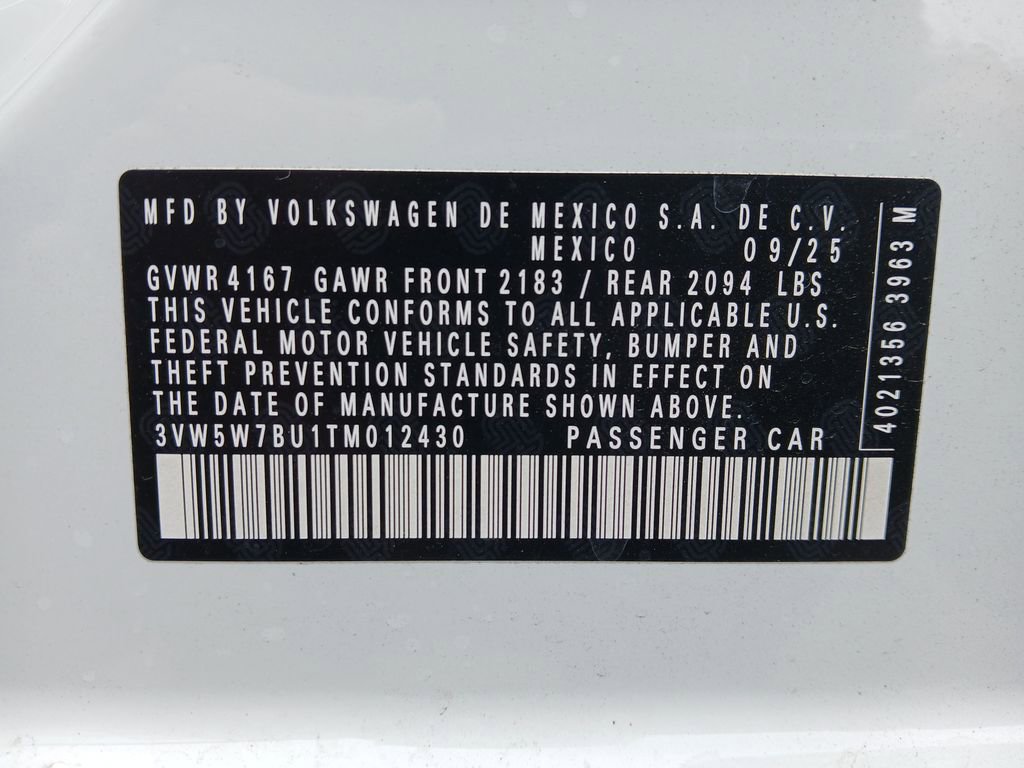 MFD BY VOLKSWAGEN DE MEXICO S.A. DE C.V.
MEXICO 09/25
GVWR 4167 GAWR FRONT 2183 / REAR 2094 LBS
THIS VEHICLE CONFORMS TO ALL APPLICABLE U.S.
FEDERAL MOTOR VEHICLE SAFETY, BUMPER AND
THEFT PREVENTION STANDARDS IN EFFECT ON
THE DATE OF MANUFACTURE SHOWN ABOVE.
3VW5W7BU1TM012430 PASSENGER CAR
4021356 3963 M